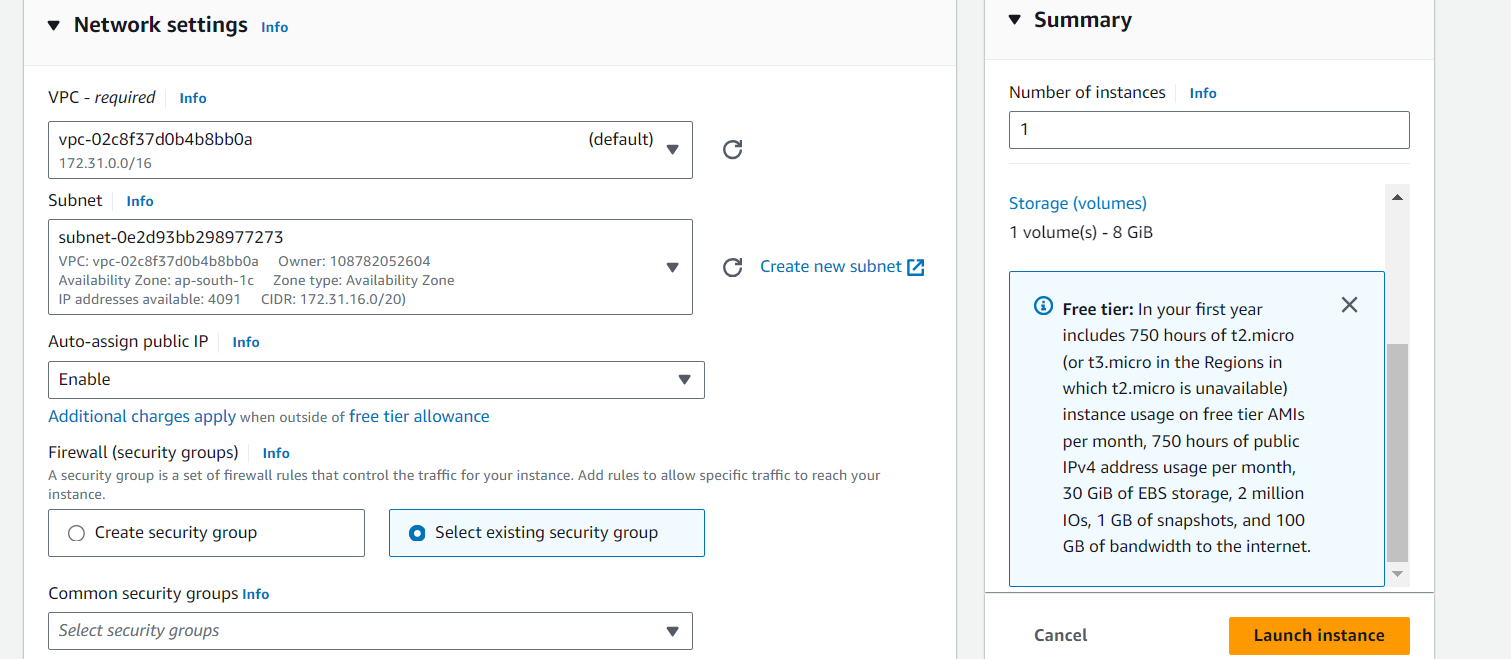 Network settings Info
VPC - required Info
vpc-02c8f37d0b4b8bb0a (default)
172.31.0.0/16
Subnet Info
subnet-0e2d93bb298977273
VPC: vpc-02c8f37d0b4b8bb0a Owner: 108782052604
Availability Zone: ap-south-1c Zone type: Availability Zone
IP addresses available: 4091 CIDR: 172.31.16.0/20)
Create new subnet
Auto-assign public IP Info
Enable
Additional charges apply when outside of free tier allowance
Firewall (security groups) Info
A security group is a set of firewall rules that control the traffic for your instance. Add rules to allow specific traffic to reach your
instance.
Create security group
Select existing security group
Common security groups Info
Select security groups
Summary
Number of instances Info
1
Storage (volumes)
1 volume(s) - 8 GiB
Free tier: In your first year
includes 750 hours of t2.micro
(or t3.micro in the Regions in
which t2.micro is unavailable)
instance usage on free tier AMIs
per month, 750 hours of public
IPv4 address usage per month,
30 GiB of EBS storage, 2 million
IOs, 1 GB of snapshots, and 100
GB of bandwidth to the internet.
Cancel
Launch instance